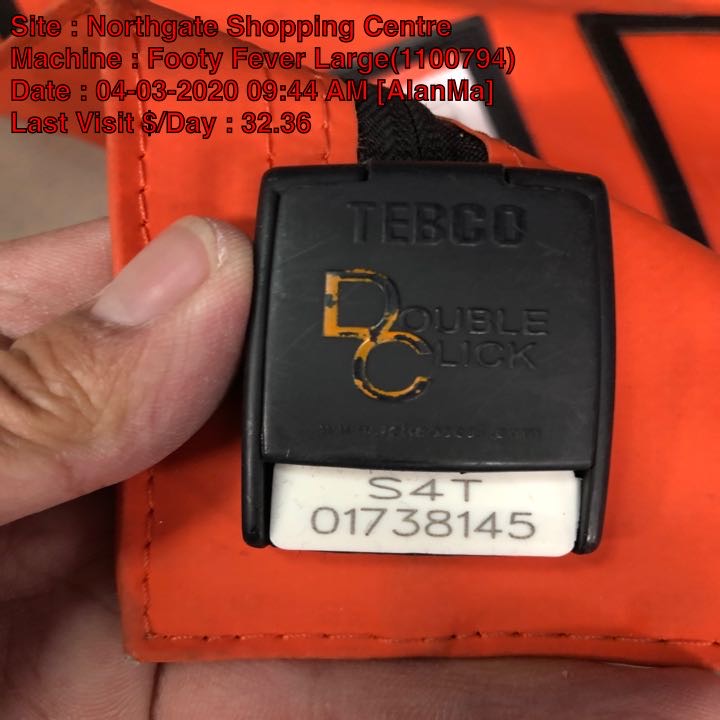 Site : Northgate Shopping Centre
Machine : Footy Fever Large(1100794)
Date : 04-03-2020 09:44 AM [AlanMa]
Last Visit $/Day : 32.36
TEBCO
DOUBLE
CLICK
S4T
01738145